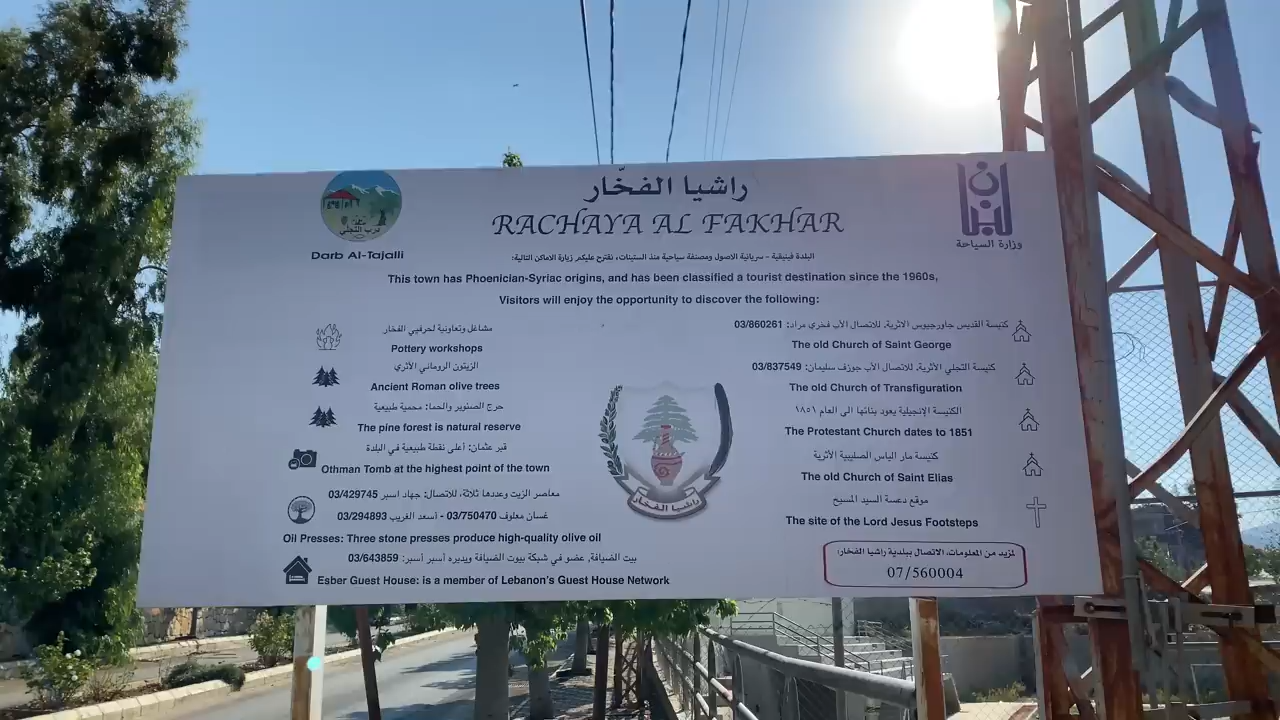 راشيا الفخّار
RACHAYA AL FAKHAR
درب التجلي
Darb Al-Tajalli
لبنان
وزارة السياحة
البلدة فينيقية - سريانية الاصول ومصنفة سياحية منذ الستينات، نقترح عليكم زيارة الاماكن التالية:
This town has Phoenician-Syriac origins, and has been classified a tourist destination since the 1960s,
Visitors will enjoy the opportunity to discover the following:
مشاغل وتعاونية لحرفيي الفخار
Pottery workshops
الزيتون الروماني الأثري
Ancient Roman olive trees
حرج الصنوبر والحما: محمية طبيعية
The pine forest is natural reserve
قبر عثمان: أعلى نقطة طبيعية في البلدة
Othman Tomb at the highest point of the town
معاصر الزيت وعددها ثلاثة، للاتصال: جهاد اسبر 03/429745
غسان معلوف 03/750470 - أسعد الغريب 03/294893
Oil Presses: Three stone presses produce high-quality olive oil
بيت الضيافة، عضو في شبكة بيوت الضيافة ويديره أسبر أسبر: 03/643859
Esber Guest House: is a member of Lebanon's Guest House Network
كنيسة القديس جاورجيوس الاثرية، للاتصال الأب فخري مراد: 03/860261
The old Church of Saint George
كنيسة التجلي الأثرية، للاتصال الأب جوزف سليمان: 03/837549
The old Church of Transfiguration
الكنيسة الإنجيلية يعود بنائها الى العام ١٨٥١
The Protestant Church dates to 1851
كنيسة مار الياس الصليبية الأثرية
The old Church of Saint Elias
موقع دعسة السيد المسيح
The site of the Lord Jesus Footsteps
راشيا الفخار
لمزيد من المعلومات، الاتصال ببلدية راشيا الفخار:
07/560004